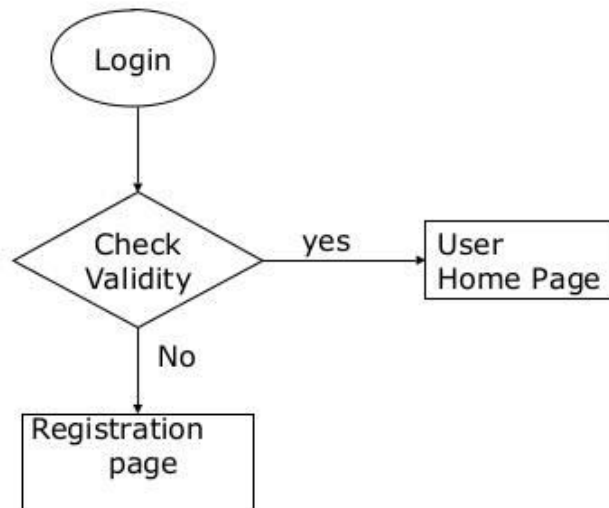 Login
Check
Validity
yes
User
Home Page
No
Registration
page